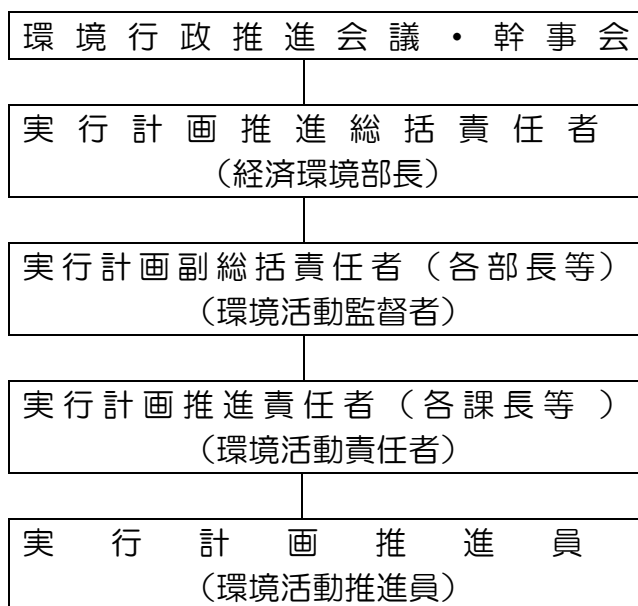 環境行政推進会議・幹事会
実行計画推進総括責任者
（経済環境部長）
実行計画副総括責任者（各部長等）
（環境活動監督者）
実行計画推進責任者（各課長等）
（環境活動責任者）
実行計画推進員
（環境活動推進員）